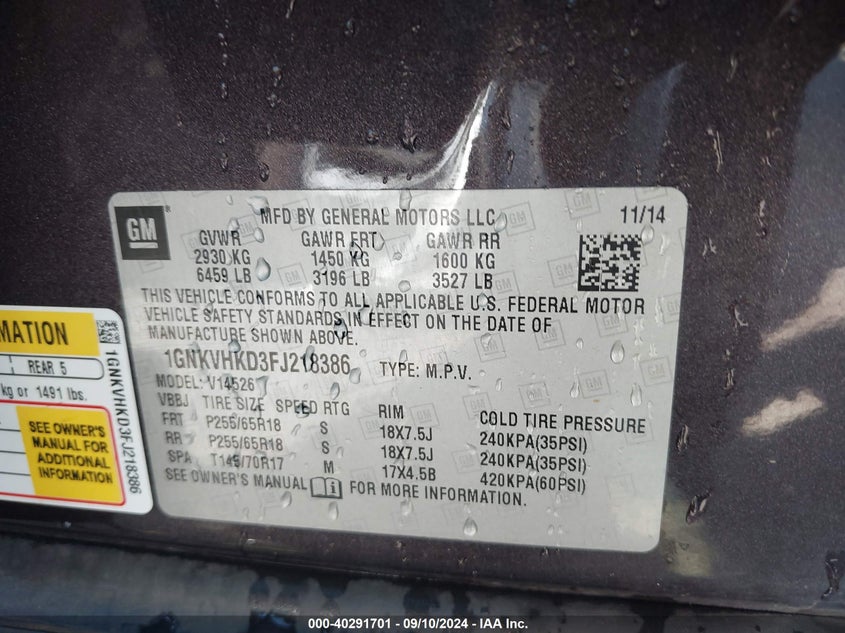 GM
MFD BY GENERAL MOTORS LLC 11/14
GVWR GAWR FRT GAWR RR
2930 KG 1450 KG 1600 KG
6459 LB 3196 LB 3527 LB
THIS VEHICLE CONFORMS TO ALL APPLICABLE U.S. FEDERAL MOTOR
VEHICLE SAFETY STANDARDS IN EFFECT ON THE DATE OF
MANUFACTURE SHOWN ABOVE.
1GNKVHKD3FJ218386 TYPE: M.P.V.
MODEL: V14526
VBBJ TIRE SIZE SPEED RTG RIM COLD TIRE PRESSURE
FRT P255/65R18 S 18X7.5J 240KPA(35PSI)
RR P255/65R18 S 18X7.5J 240KPA(35PSI)
SPA T145/70R17 M 17X4.5B 420KPA(60PSI)
SEE OWNER'S MANUAL FOR MORE INFORMATION.
MATION
REAR 5
kg or 1491 lbs.
SEE OWNER'S
MANUAL FOR
ADDITIONAL
INFORMATION
1GNKVHKD3FJ218386
000-40291701 - 09/10/2024 - IAA Inc.